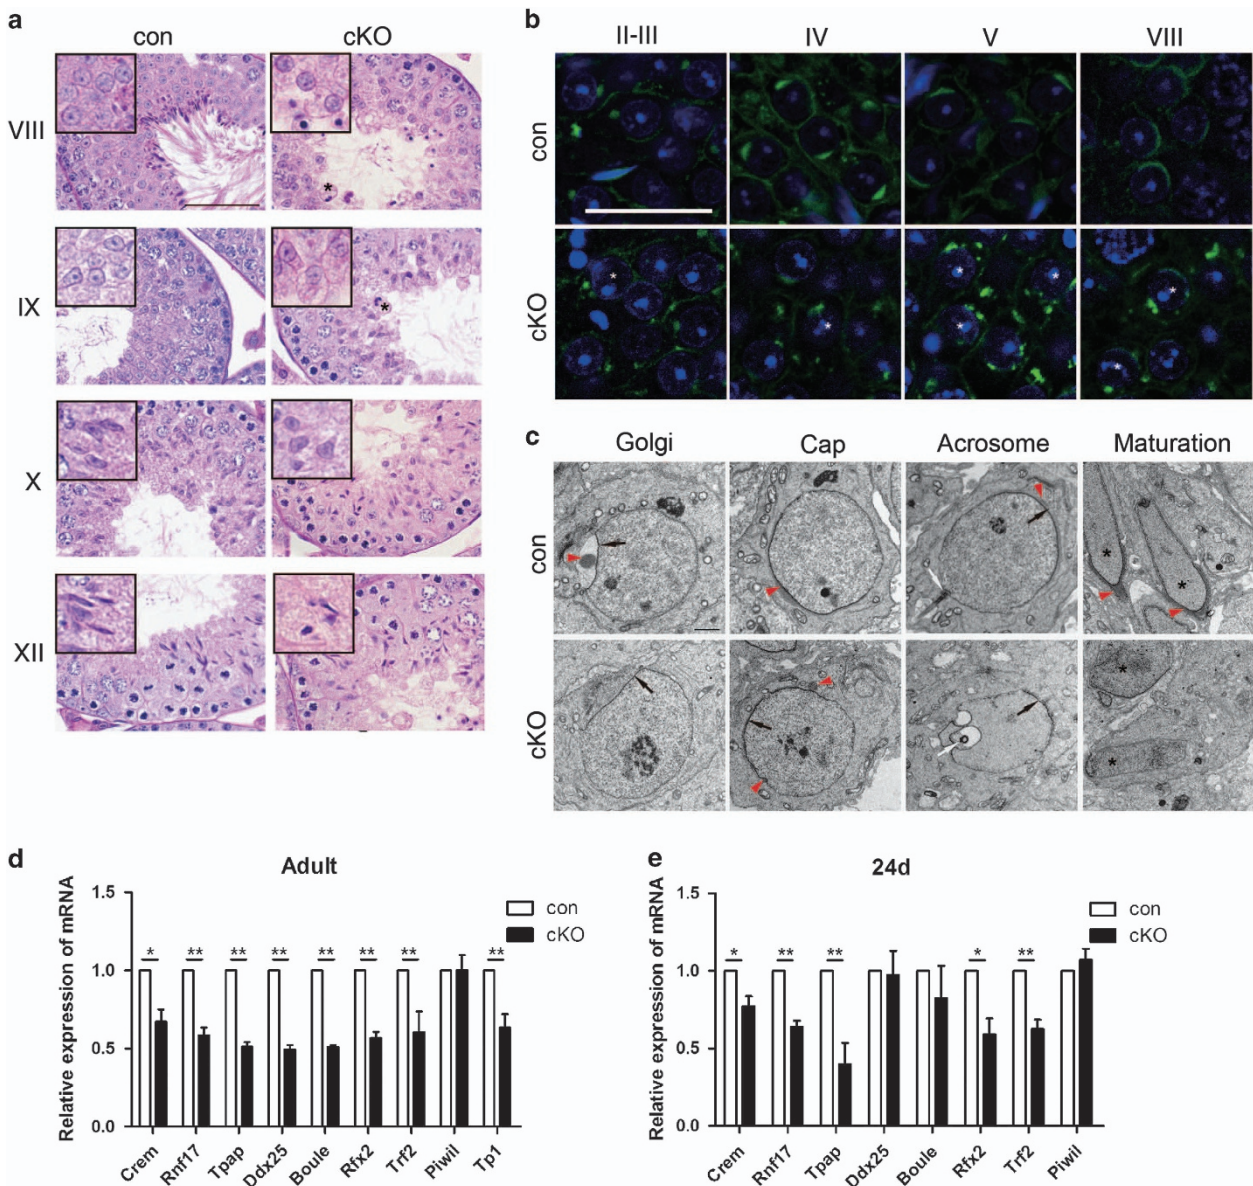 a
con cKO
VIII
IX
X
XII
b
II-III IV V VIII
con
cKO
c
Golgi Cap Acrosome Maturation
con
cKO
d
Adult
Relative expression of mRNA
1.5
1.0
0.5
0.0
con
cKO
* ** ** ** ** ** ** **
Crem Rnf17 Tpap Ddx25 Boule Rfx2 Trf2 Piwil Tp1
e
24d
Relative expression of mRNA
1.5
1.0
0.5
0.0
con
cKO
* ** ** * **
Crem Rnf17 Tpap Ddx25 Boule Rfx2 Trf2 Piwil